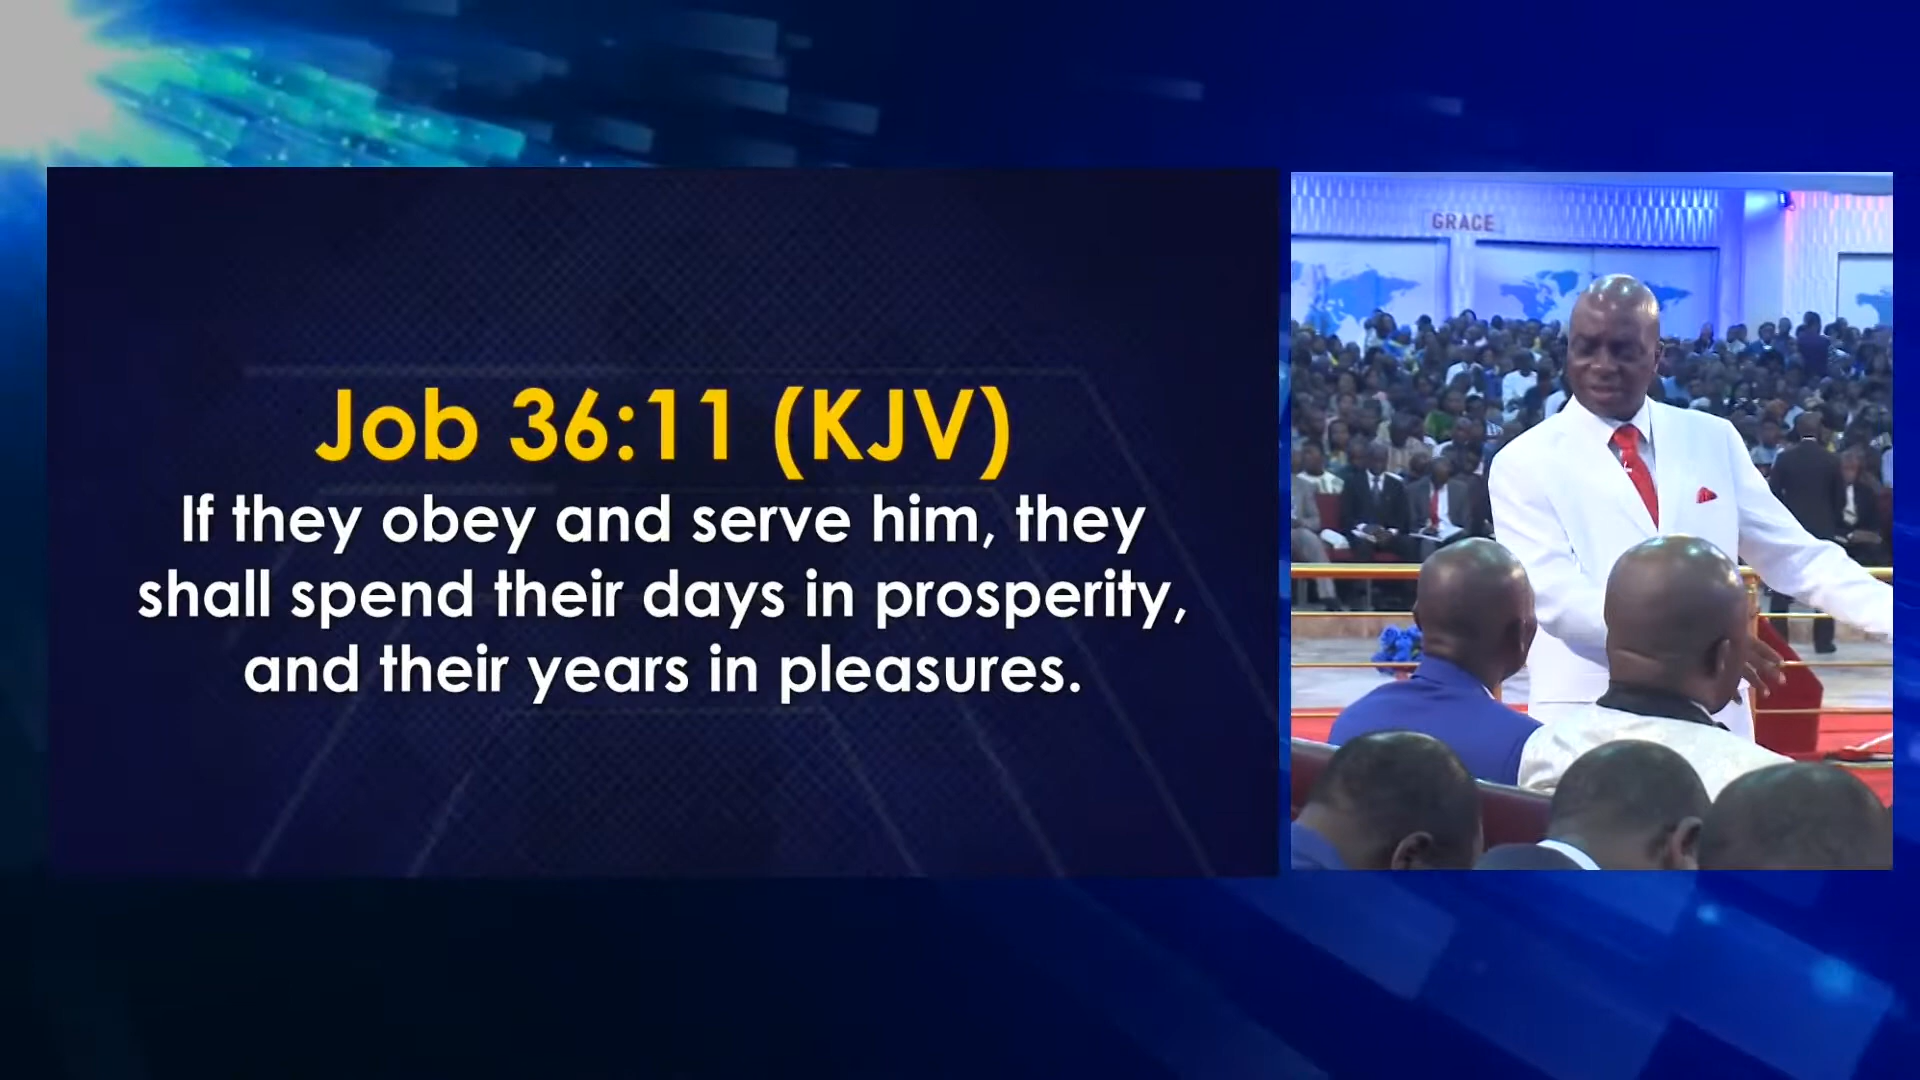 Job 36:11 (KJV)
If they obey and serve him, they
shall spend their days in prosperity,
and their years in pleasures.
GRACE